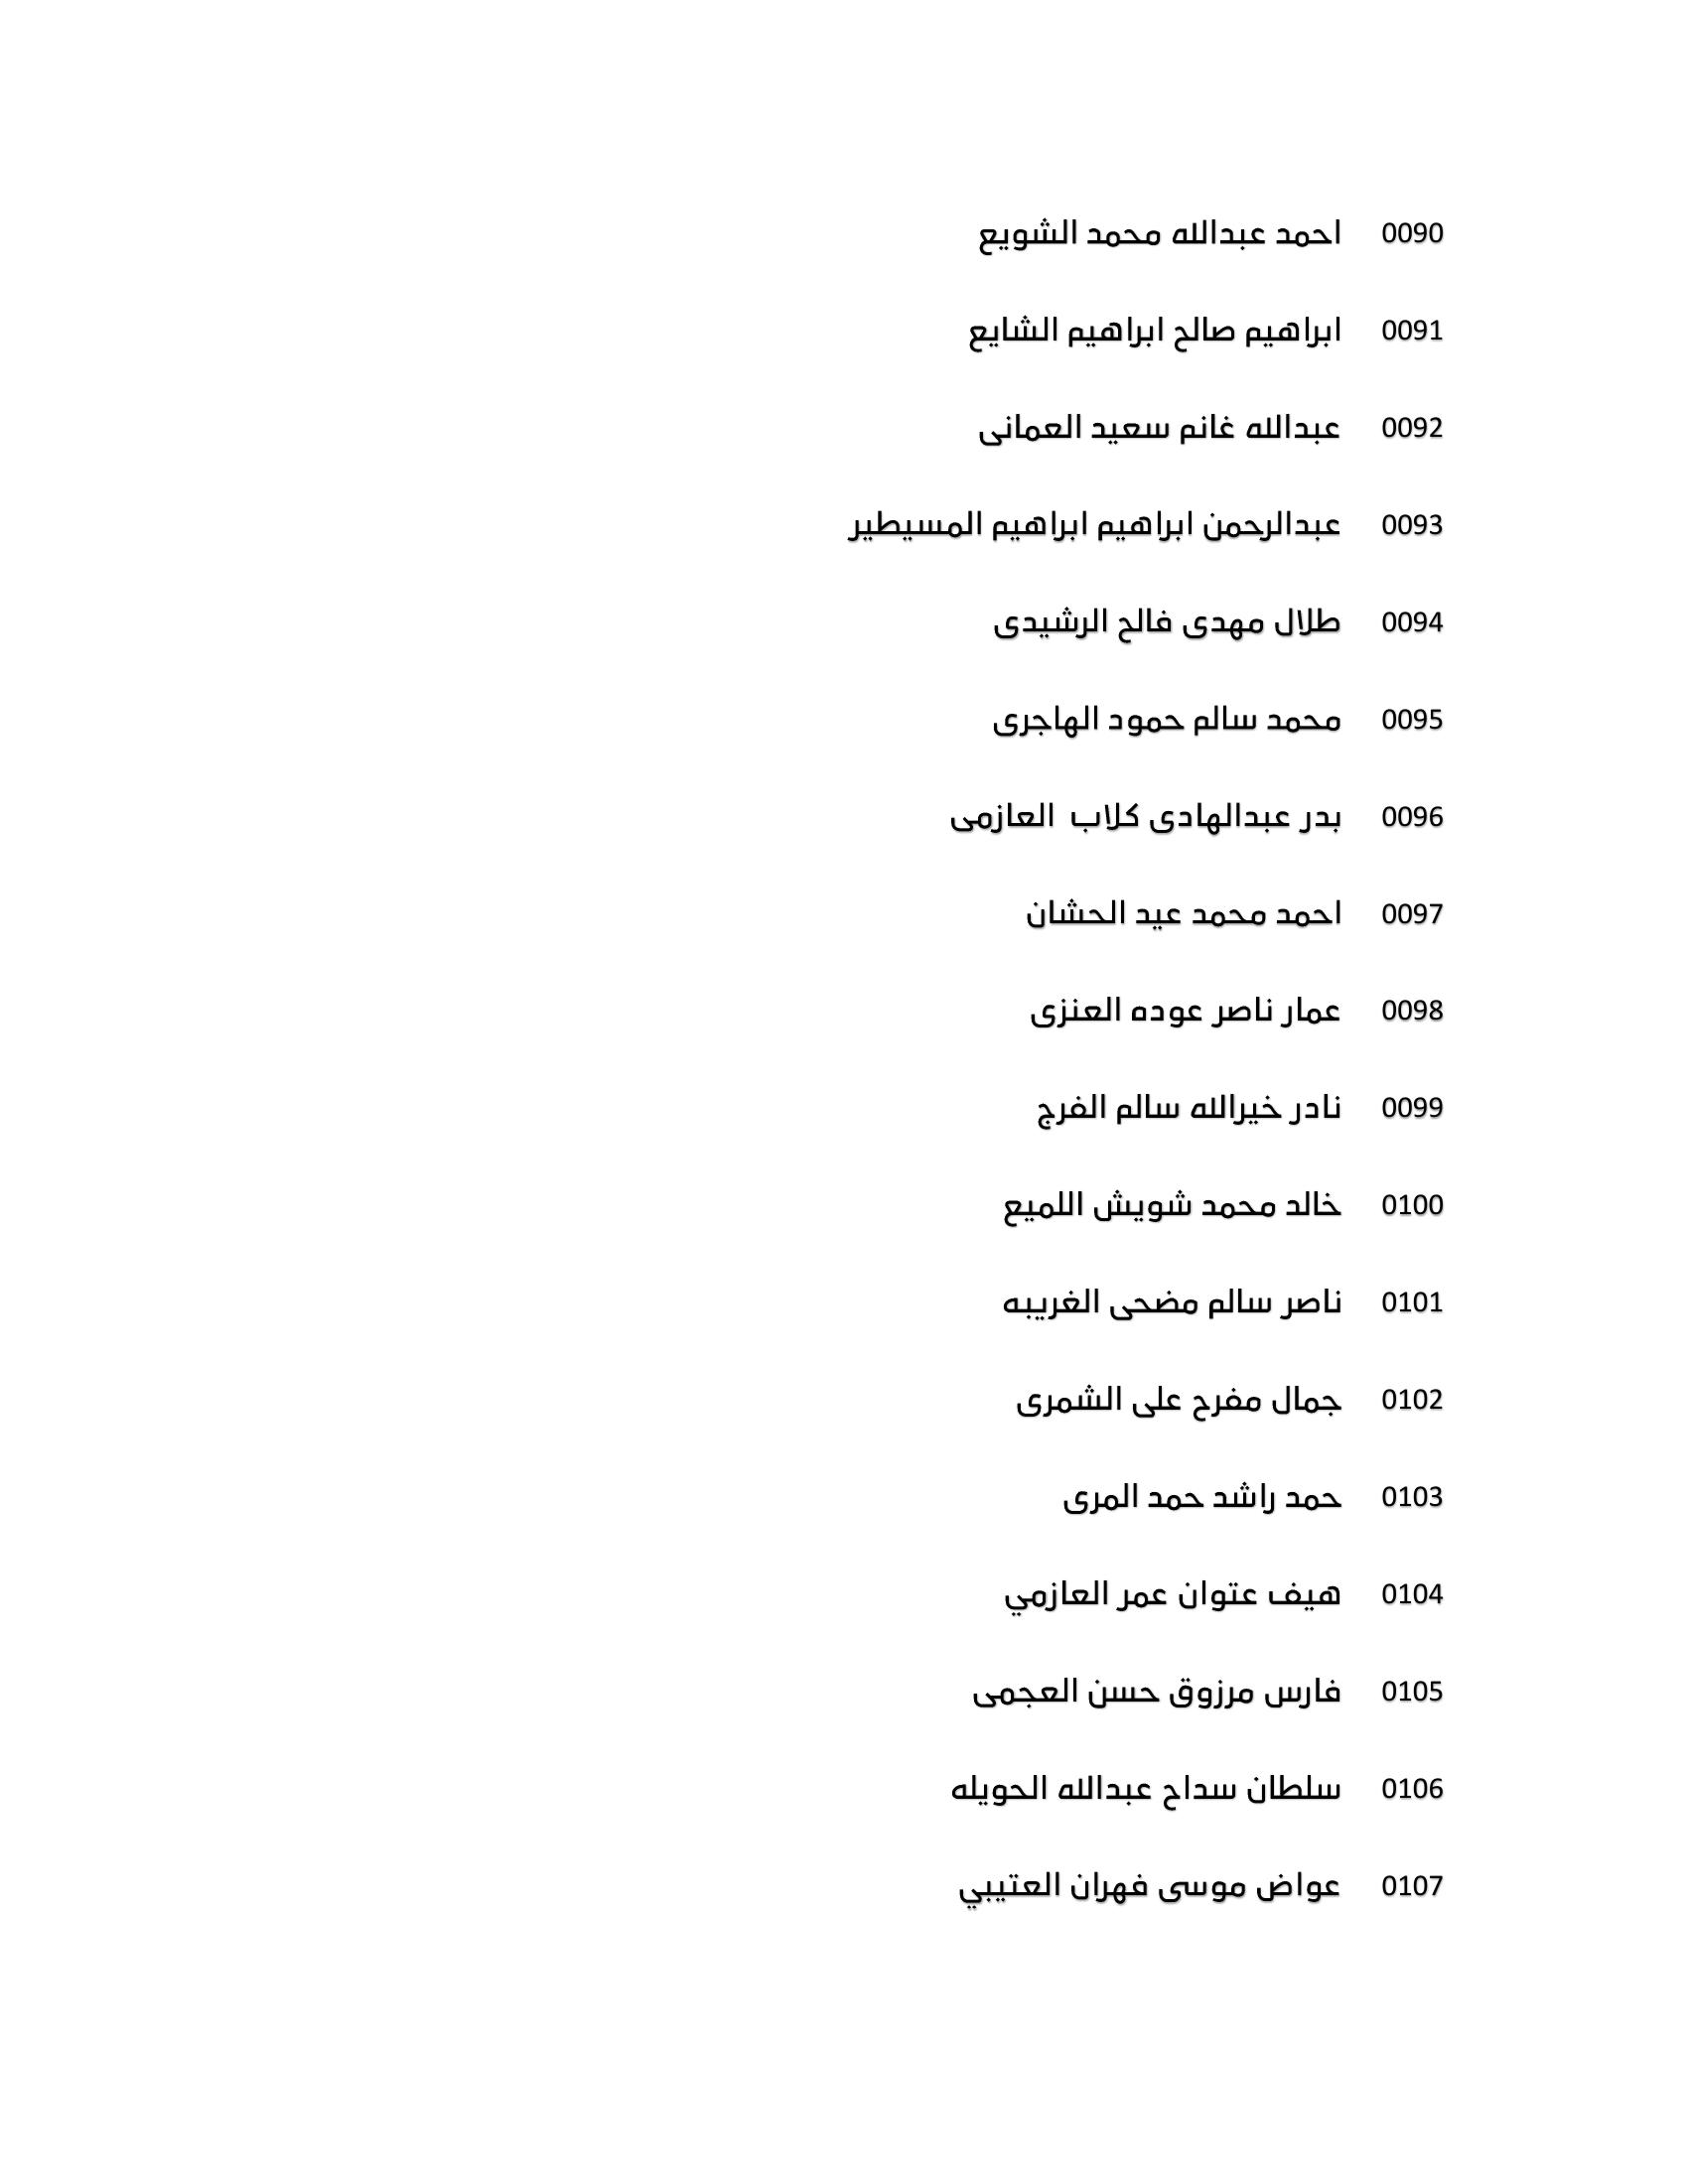 0090 احمد عبدالله محمد الشويع
0091 ابراهيم صالح ابراهيم الشايع
0092 عبدالله غانم سعيد العمانى
0093 عبدالرحمن ابراهيم ابراهيم المسيطير
0094 طلال مهدى فالح الرشيدى
0095 محمد سالم حمود الهاجرى
0096 بدر عبدالهادى كلاب العازمى
0097 احمد محمد عيد الحشان
0098 عمار ناصر عوده العنزى
0099 نادر خيرالله سالم الفرج
0100 خالد محمد شويش اللميع
0101 ناصر سالم مضحى الغريبه
0102 جمال مفرح على الشمرى
0103 حمد راشد حمد المرى
0104 هيف عتوان عمر العازمي
0105 فارس مرزوق حسن العجمى
0106 سلطان سداح عبدالله الحويله
0107 عواض موسى فهران العتيبي